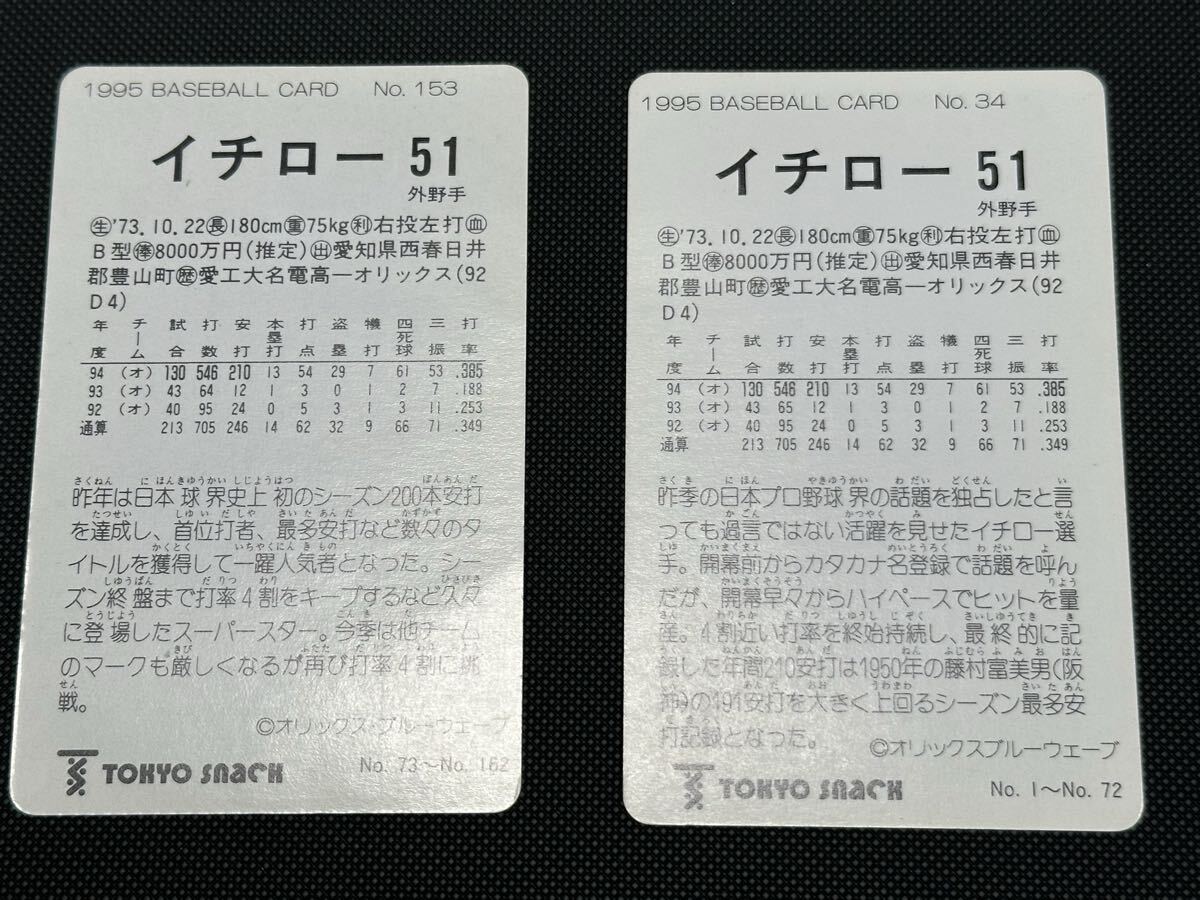 1995 BASEBALL CARD No. 153
イチロー 51
外野手
生'73.10.22長180cm重75kg利右投左打血
B型俸8000万円(推定)出愛知県西春日井
郡豊山町歴愛工大名電高ーオリックス(92
D4)
年度 チーム 試合 打数 安打 本塁打 打点 盗塁 犠打 四死球 三振 打率
94 (オ) 130 546 210 13 54 29 7 61 53 .385
93 (オ) 43 64 12 1 3 0 1 2 7 .188
92 (オ) 40 95 24 0 5 3 1 3 11 .253
通算 213 705 246 14 62 32 9 66 71 .349
昨年は日本球界史上初のシーズン200本安打
を達成し、首位打者、最多安打など数々のタ
イトルを獲得して一躍人気者となった。シー
ズン終盤まで打率4割をキープするなど久々
に登場したスーパースター。今季は他チーム
のマークも厳しくなるが再び打率4割に挑
戦。
©オリックス・ブルーウェーブ
TOKYO SNACK No. 73〜No. 162
1995 BASEBALL CARD No. 34
イチロー 51
外野手
生'73.10.22長180cm重75kg利右投左打血
B型俸8000万円(推定)出愛知県西春日井
郡豊山町歴愛工大名電高ーオリックス(92
D4)
年度 チーム 試合 打数 安打 本塁打 打点 盗塁 犠打 四死球 三振 打率
94 (オ) 130 546 210 13 54 29 7 61 53 .385
93 (オ) 43 65 12 1 3 0 1 2 7 .188
92 (オ) 40 95 24 0 5 3 1 3 11 .253
通算 213 705 246 14 62 32 9 66 71 .349
昨季の日本プロ野球界の話題を独占したと言
っても過言ではない活躍を見せたイチロー選
手。開幕前からカタカナ名登録で話題を呼ん
だが、開幕早々からハイペースでヒットを量
産。4割近い打率を終始持続し、最終的に記
録した年間210安打は1950年の藤村富美男(阪
神)の191安打を大きく上回るシーズン最多安
打記録となった。
©オリックスブルーウェーブ
TOKYO SNACK No. 1〜No. 72